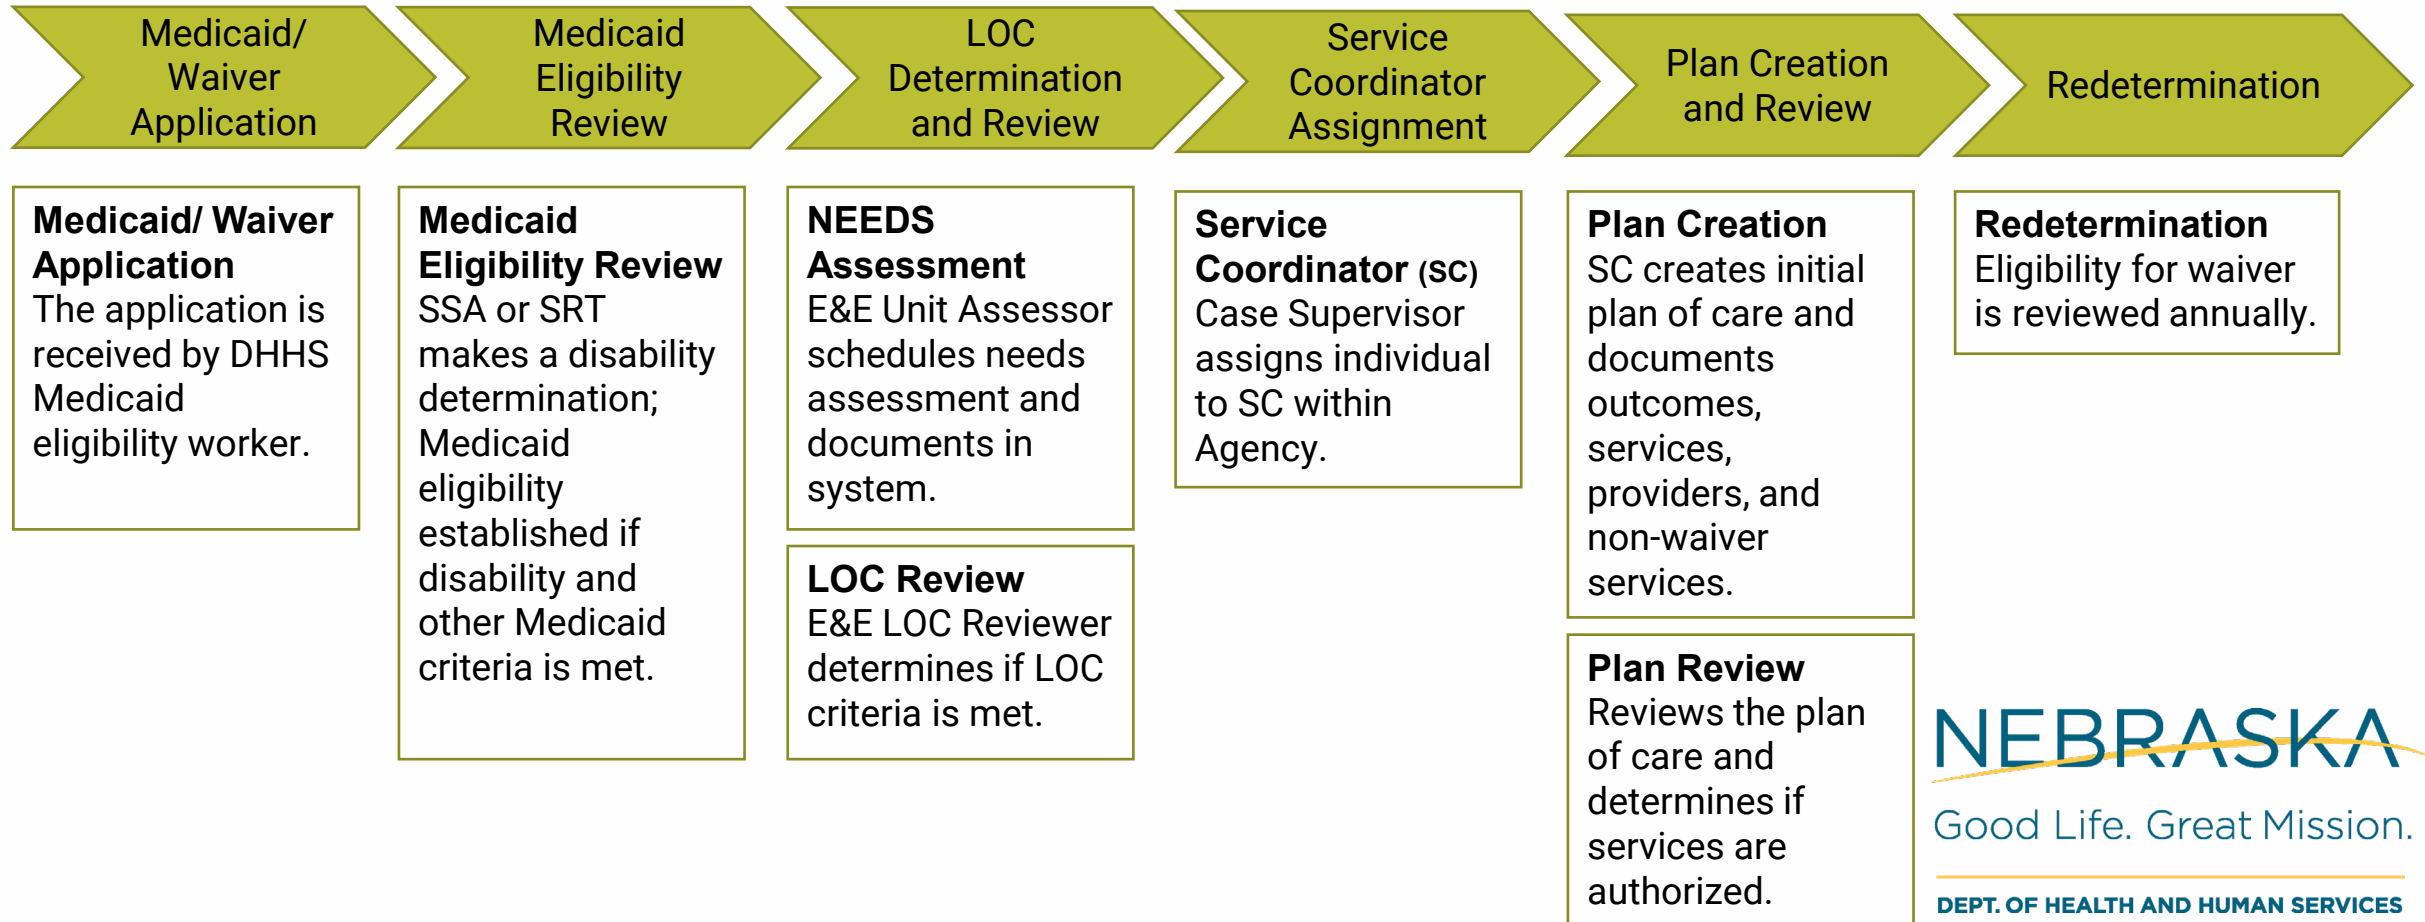 Medicaid/
Waiver
Application
Medicaid
Eligibility
Review
LOC
Determination
and Review
Service
Coordinator
Assignment
Plan Creation
and Review
Redetermination
Medicaid/ Waiver
Application
The application is
received by DHHS
Medicaid
eligibility worker.
Medicaid
Eligibility Review
SSA or SRT
makes a disability
determination;
Medicaid
eligibility
established if
disability and
other Medicaid
criteria is met.
NEEDS
Assessment
E&E Unit Assessor
schedules needs
assessment and
documents in
system.
LOC Review
E&E LOC Reviewer
determines if LOC
criteria is met.
Service
Coordinator (SC)
Case Supervisor
assigns individual
to SC within
Agency.
Plan Creation
SC creates initial
plan of care and
documents
outcomes,
services,
providers, and
non-waiver
services.
Plan Review
Reviews the plan
of care and
determines if
services are
authorized.
Redetermination
Eligibility for waiver
is reviewed annually.
NEBRASKA
Good Life. Great Mission.
DEPT. OF HEALTH AND HUMAN SERVICES